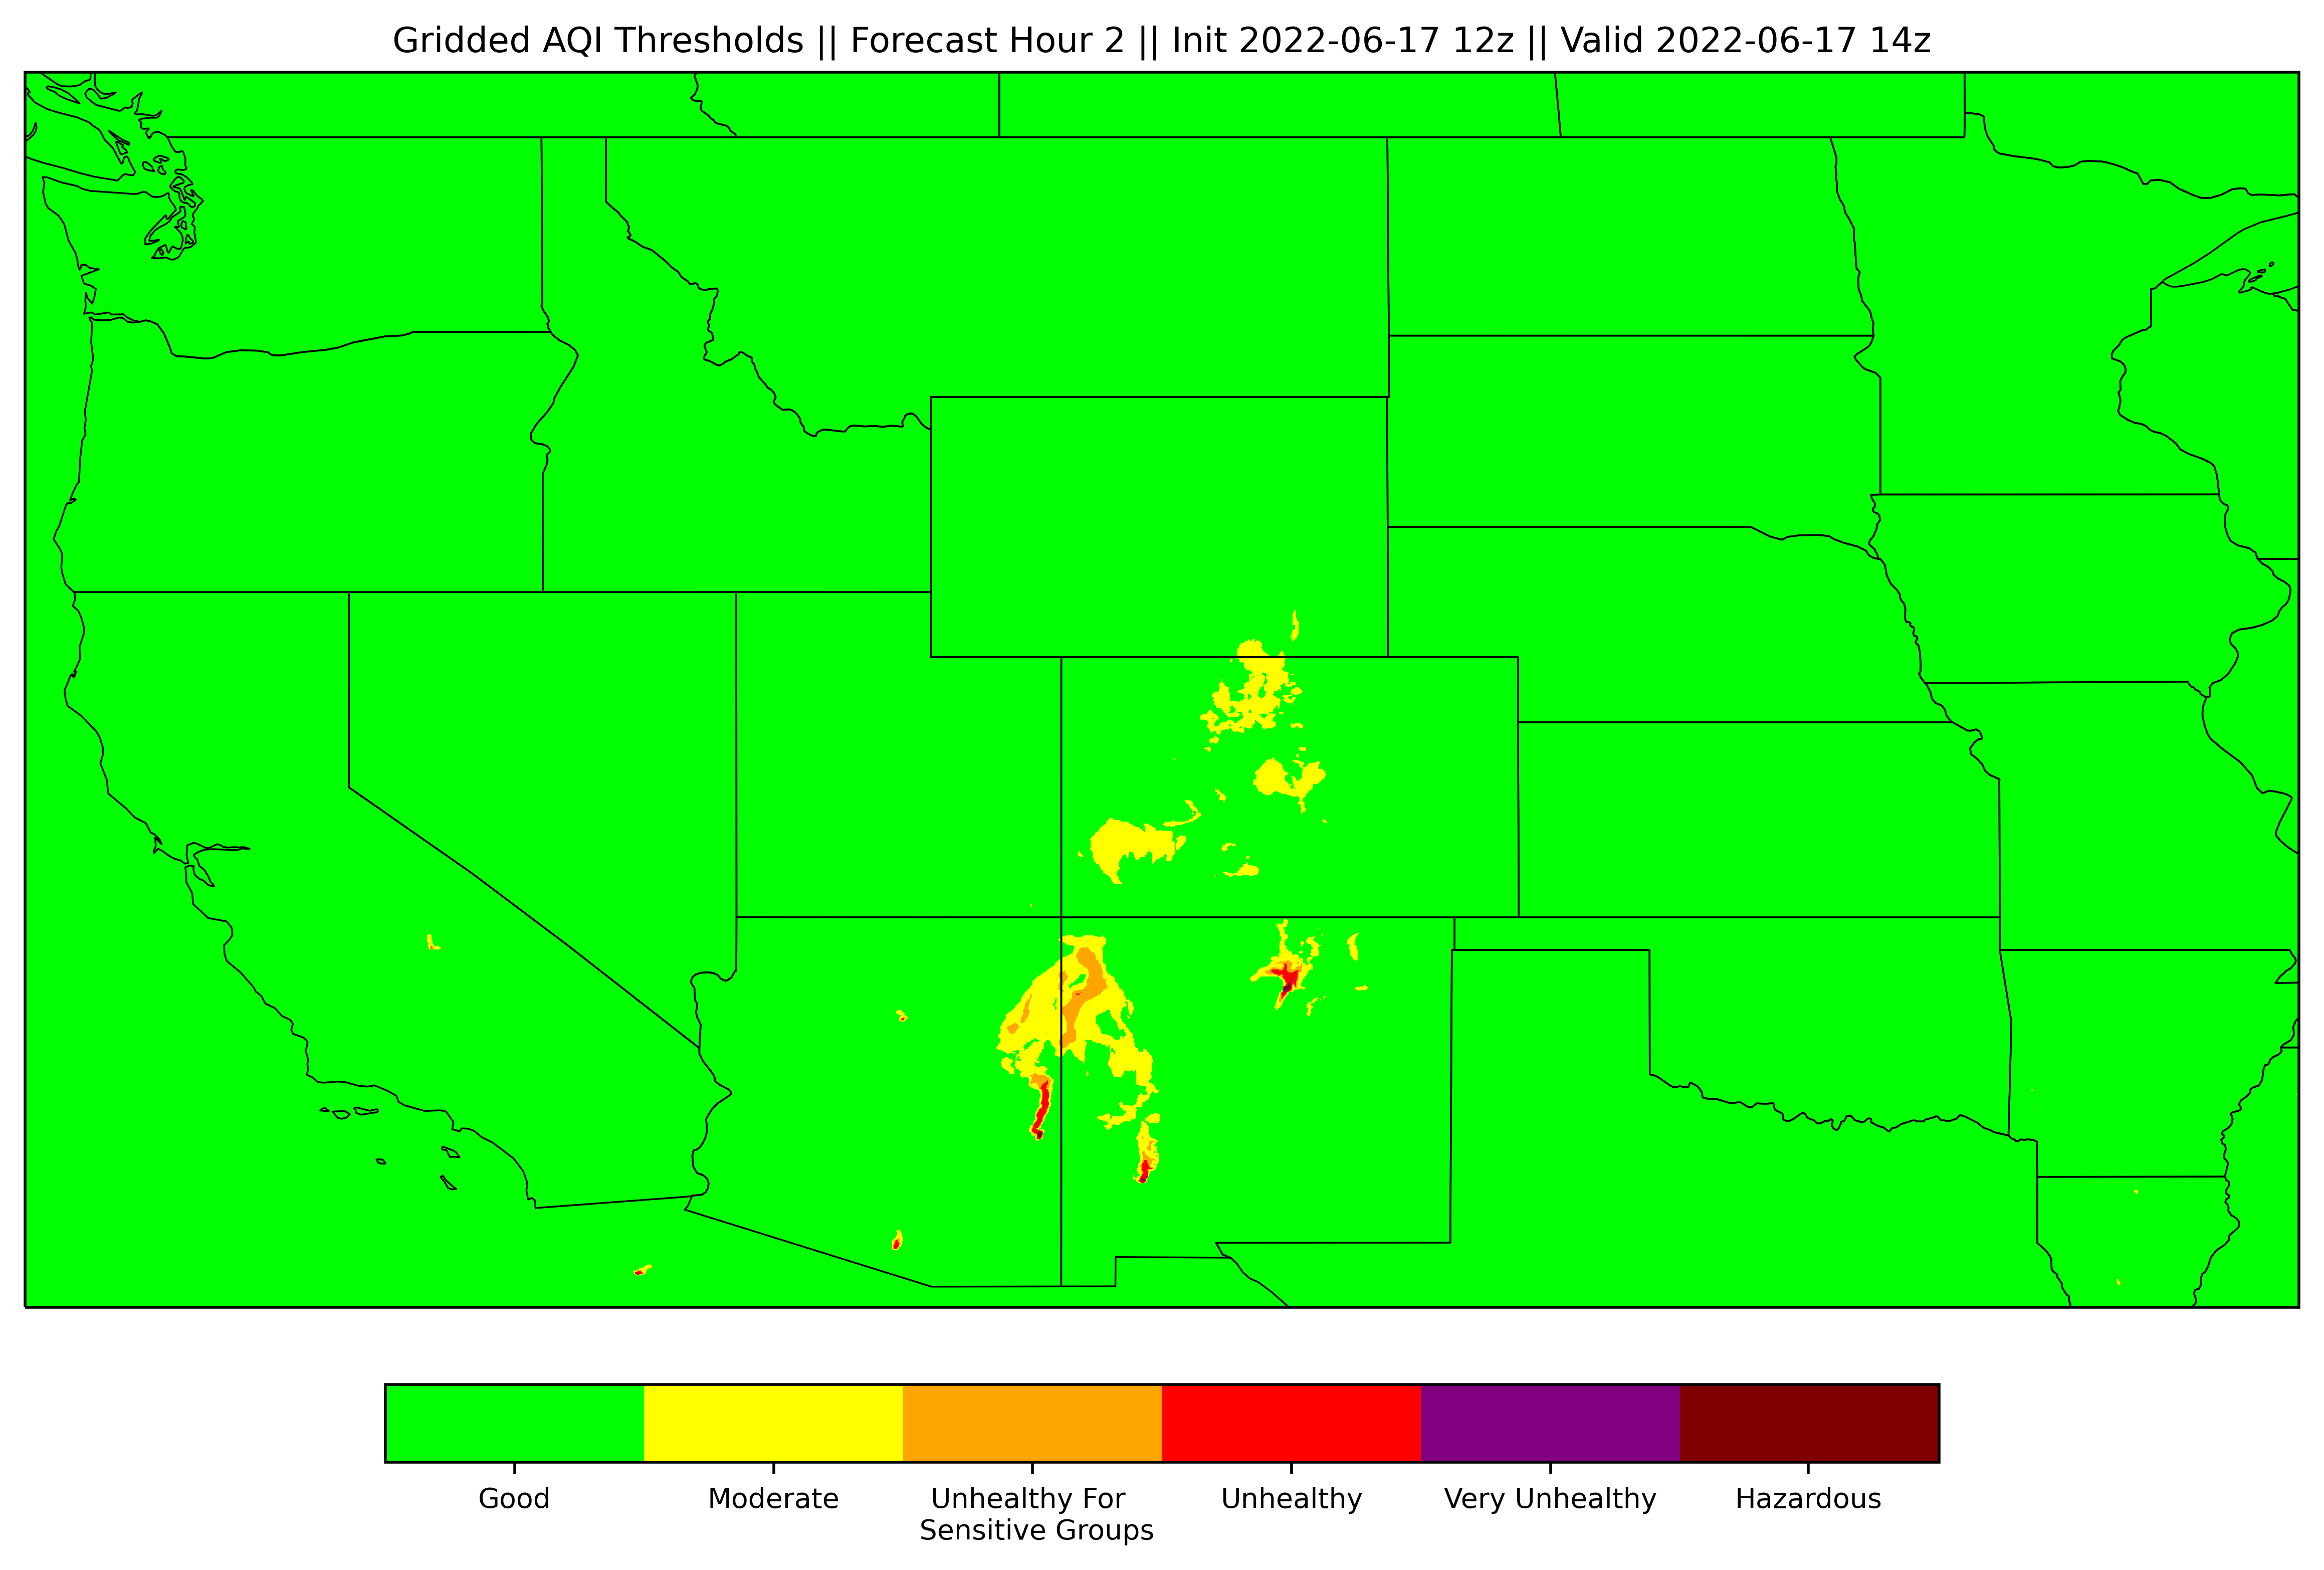 Gridded AQI Thresholds || Forecast Hour 2 || Init 2022-06-17 12z || Valid 2022-06-17 14z
Good
Moderate
Unhealthy For
Sensitive Groups
Unhealthy
Very Unhealthy
Hazardous